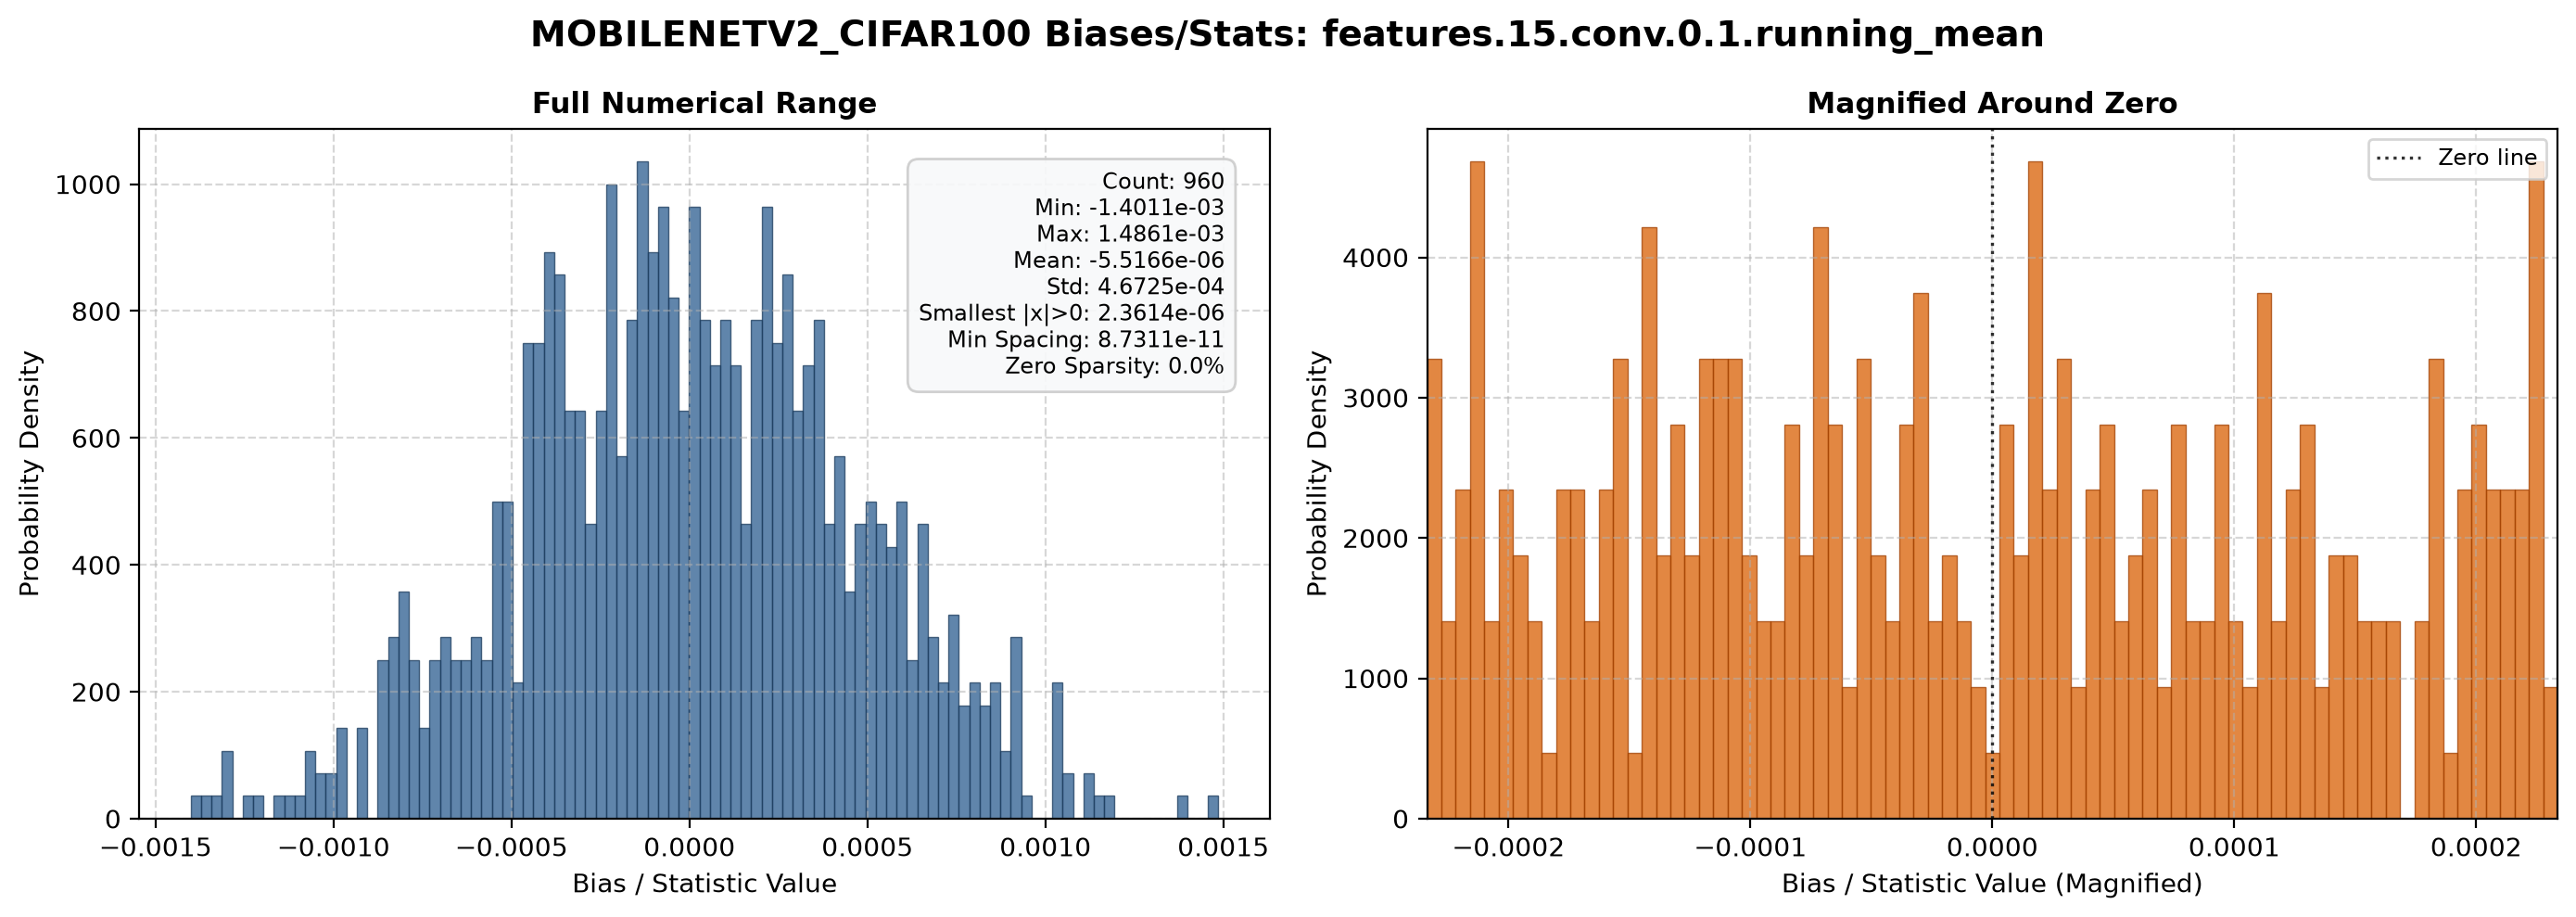 MOBILENETV2_CIFAR100 Biases/Stats: features.15.conv.0.1.running_mean
Full Numerical Range
Probability Density
1000
800
600
400
200
0
Count: 960
Min: -1.4011e-03
Max: 1.4861e-03
Mean: -5.5166e-06
Std: 4.6725e-04
Smallest |x|>0: 2.3614e-06
Min Spacing: 8.7311e-11
Zero Sparsity: 0.0%
−0.0015 −0.0010 −0.0005 0.0000 0.0005 0.0010 0.0015
Bias / Statistic Value
Magnified Around Zero
Probability Density
4000
3000
2000
1000
0
Zero line
−0.0002 −0.0001 0.0000 0.0001 0.0002
Bias / Statistic Value (Magnified)